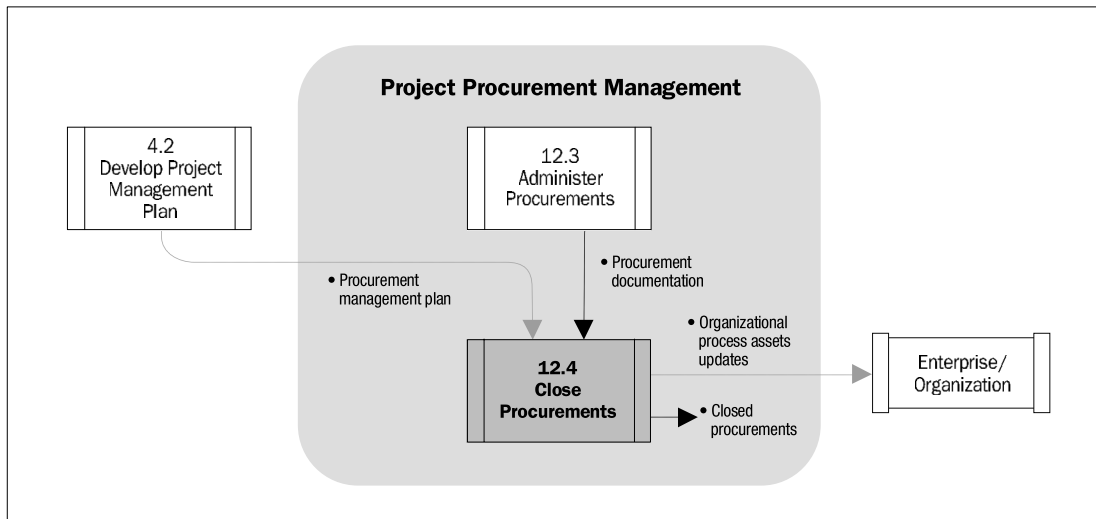 Project Procurement Management
4.2
Develop Project
Management
Plan
12.3
Administer
Procurements
• Procurement
management plan
• Procurement
documentation
• Organizational
process assets
updates
12.4
Close
Procurements
• Closed
procurements
Enterprise/
Organization